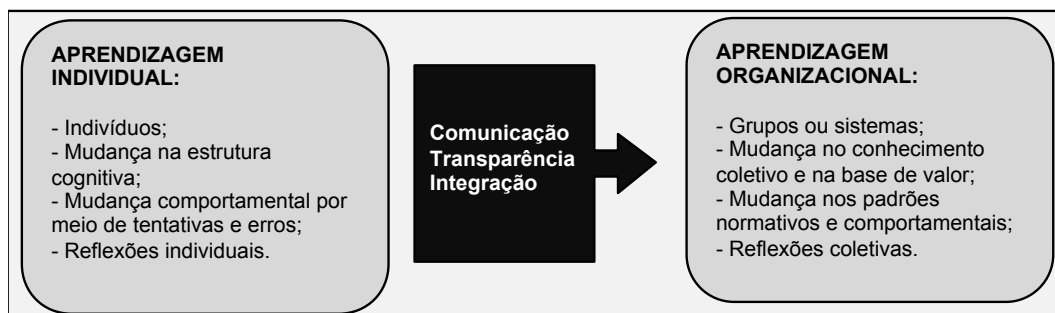 APRENDIZAGEM
INDIVIDUAL:
- Indivíduos;
- Mudança na estrutura
cognitiva;
- Mudança comportamental por
meio de tentativas e erros;
- Reflexões individuais.
Comunicação
Transparência
Integração
APRENDIZAGEM
ORGANIZACIONAL:
- Grupos ou sistemas;
- Mudança no conhecimento
coletivo e na base de valor;
- Mudança nos padrões
normativos e comportamentais;
- Reflexões coletivas.